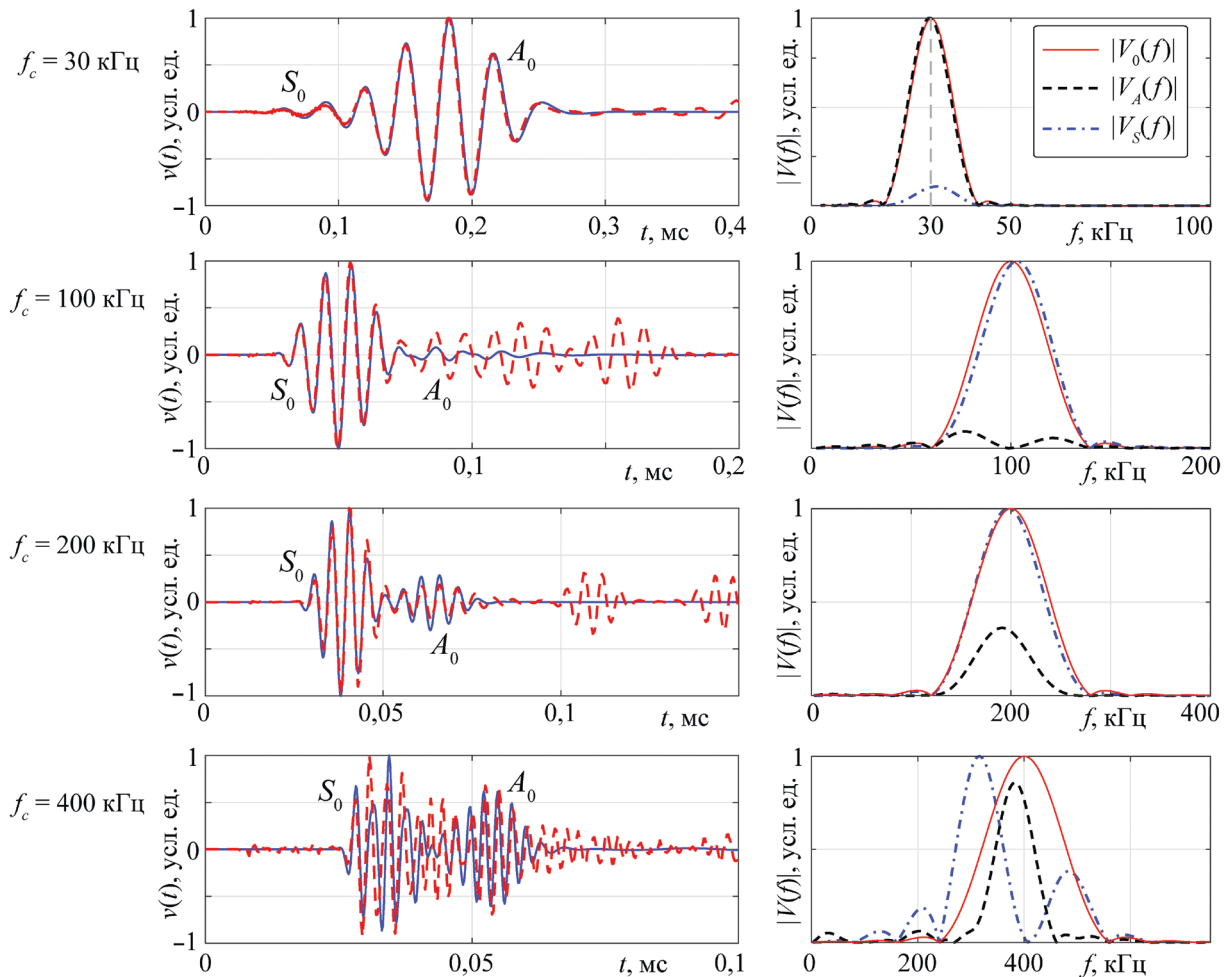 f_c = 30 кГц
v(t), усл. ед.
1
0
−1
S_0
A_0
0
0,1
0,2
0,3
t, мс
0,4
|V(f)|, усл. ед.
1
|V_0(f)|
|V_A(f)|
|V_S(f)|
0
30
50
f, кГц
100
f_c = 100 кГц
v(t), усл. ед.
1
0
−1
S_0
A_0
0
0,1
t, мс
0,2
|V(f)|, усл. ед.
1
0
100
f, кГц
200
f_c = 200 кГц
v(t), усл. ед.
1
0
−1
S_0
A_0
0
0,05
0,1
t, мс
|V(f)|, усл. ед.
1
0
200
f, кГц
400
f_c = 400 кГц
v(t), усл. ед.
1
0
−1
S_0
A_0
0
0,05
t, мс
0,1
|V(f)|, усл. ед.
1
0
200
400
f, кГц